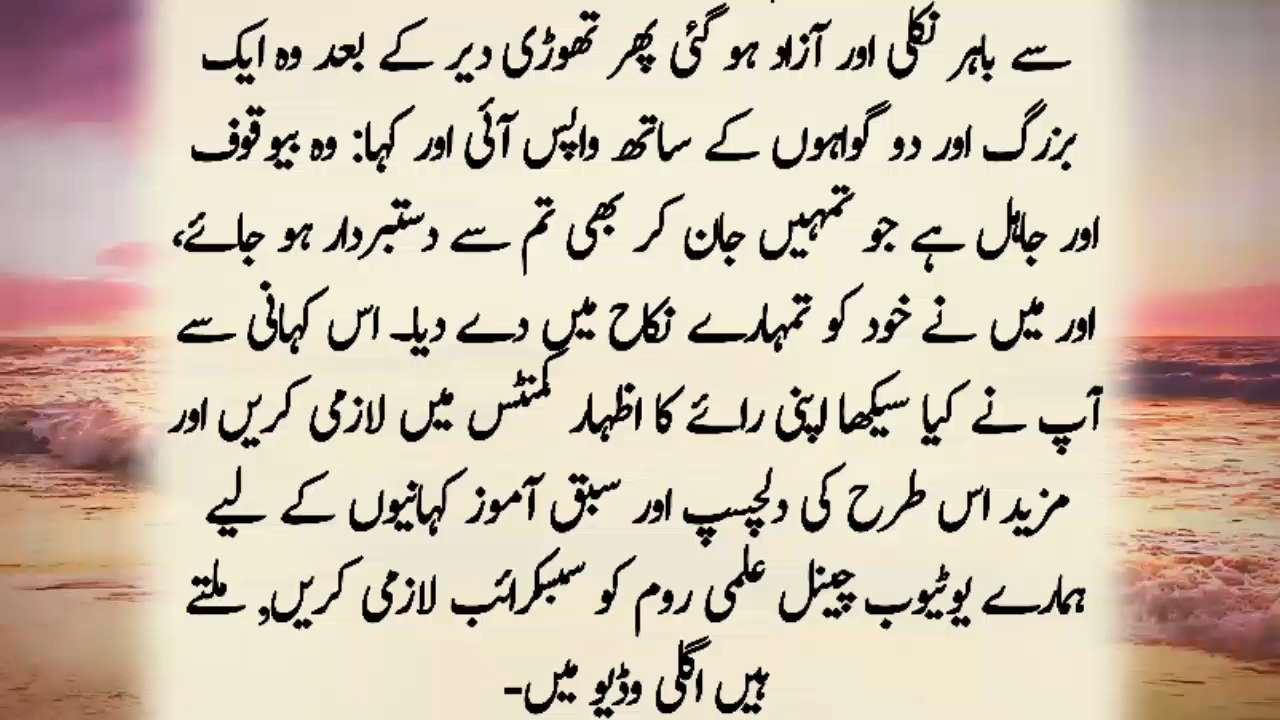 سے باہر نکلی اور آزاد ہو گئی پھر تھوڑی دیر کے بعد وہ ایک
بزرگ اور دو گواہوں کے ساتھ واپس آئی اور کہا: وہ بیوقوف
اور جاہل ہے جو تمہیں جان کر بھی تم سے دستبردار ہو جائے،
اور میں نے خود کو تمہارے نکاح میں دے دیا۔ اس کہانی سے
آپ نے کیا سیکھا اپنی رائے کا اظہار کمنٹس میں لازمی کریں اور
مزید اس طرح کی دلچسپ اور سبق آموز کہانیوں کے لیے
ہمارے یوٹیوب چینل علمی روم کو سبسکرائب لازمی کریں, ملتے
ہیں اگلی وڈیو میں-